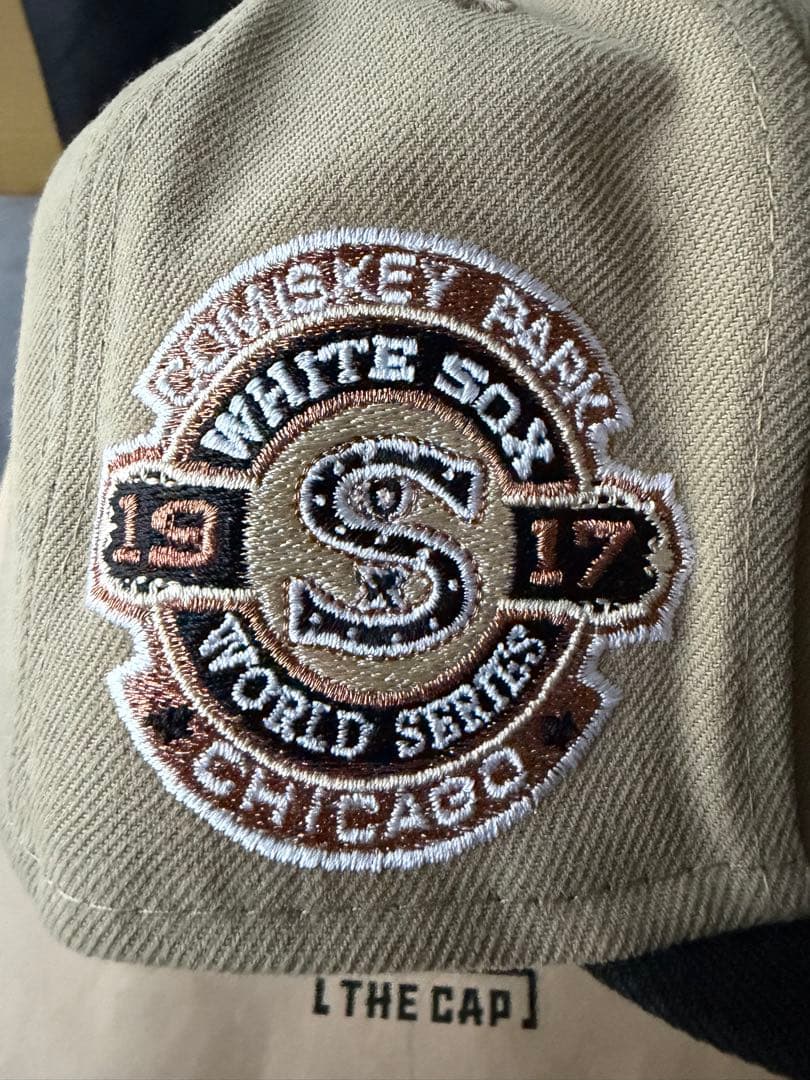 COMISKEY PARK
WHITE SOX
19 S 17
WORLD SERIES
CHICAGO
[THE CAP]